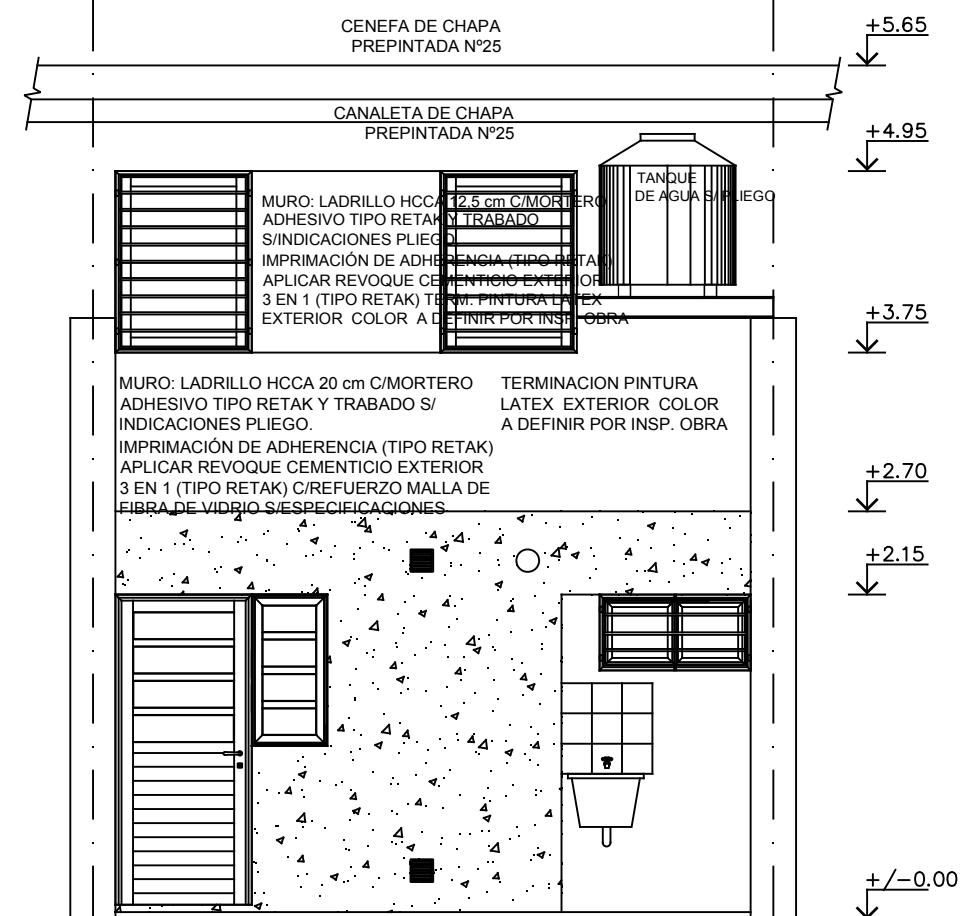 CENEFA DE CHAPA
PREPINTADA Nº25
+5.65
CANALETA DE CHAPA
PREPINTADA Nº25
+4.95
TANQUE
DE AGUA S/ PLIEGO
MURO: LADRILLO HCCA 12,5 cm C/MORTERO
ADHESIVO TIPO RETAK Y TRABADO
S/INDICACIONES PLIEGO.
IMPRIMACIÓN DE ADHERENCIA (TIPO RETAK)
APLICAR REVOQUE CEMENTICIO EXTERIOR
3 EN 1 (TIPO RETAK) TERM. PINTURA LATEX
EXTERIOR COLOR A DEFINIR POR INSP. OBRA
+3.75
MURO: LADRILLO HCCA 20 cm C/MORTERO
ADHESIVO TIPO RETAK Y TRABADO S/
INDICACIONES PLIEGO.
IMPRIMACIÓN DE ADHERENCIA (TIPO RETAK)
APLICAR REVOQUE CEMENTICIO EXTERIOR
3 EN 1 (TIPO RETAK) C/REFUERZO MALLA DE
FIBRA DE VIDRIO S/ESPECIFICACIONES
TERMINACION PINTURA
LATEX EXTERIOR COLOR
A DEFINIR POR INSP. OBRA
+2.70
+2.15
+/-0.00